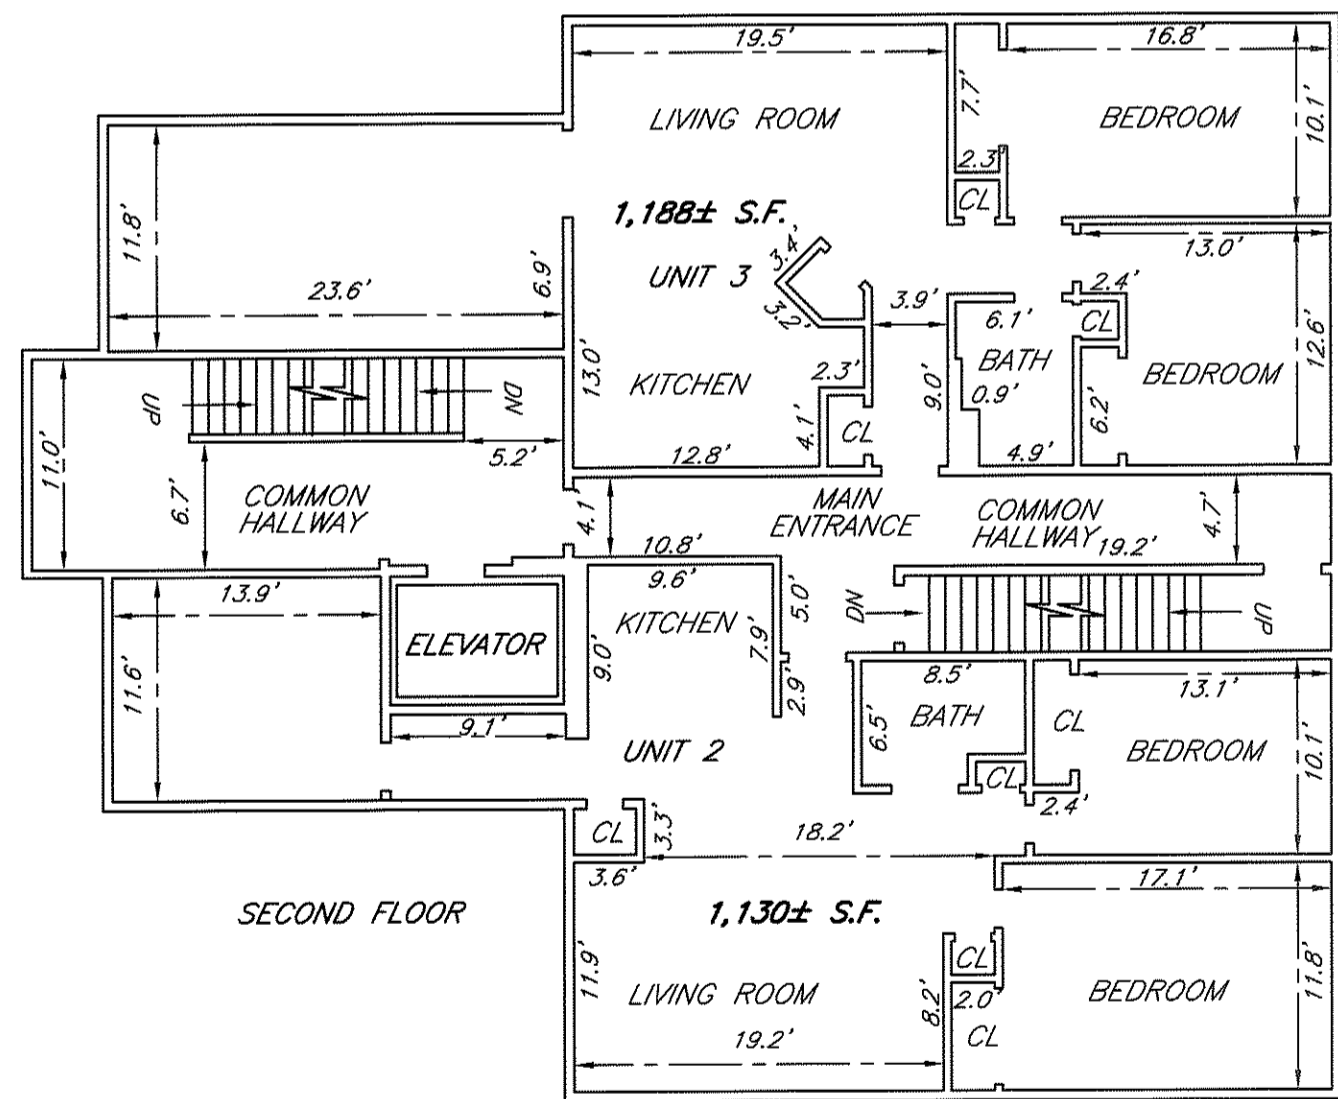 19.5'
16.8'
LIVING ROOM
7.7'
BEDROOM
10.1'
2.3'
CL
11.8'
1,188± S.F.
3.4'
13.0'
UNIT 3
6.9'
23.6'
3.2'
3.9'
2.4'
6.1'
CL
12.6'
BATH
KITCHEN
13.0'
2.3'
9.0'
0.9'
BEDROOM
UP
DN
4.1'
CL
6.2'
5.2'
12.8'
4.9'
11.0'
6.7'
COMMON
HALLWAY
4.1'
MAIN
ENTRANCE
COMMON
HALLWAY
19.2'
4.7'
10.8'
9.6'
13.9'
KITCHEN
5.0'
DN
UP
ELEVATOR
9.0'
7.9'
11.6'
8.5'
13.1'
2.9'
6.5'
BATH
CL
9.1'
UNIT 2
BEDROOM
10.1'
CL
2.4'
CL
3.3'
18.2'
3.6'
17.1'
SECOND FLOOR
1,130± S.F.
11.9'
CL
LIVING ROOM
8.2'
2.0'
BEDROOM
11.8'
19.2'
CL